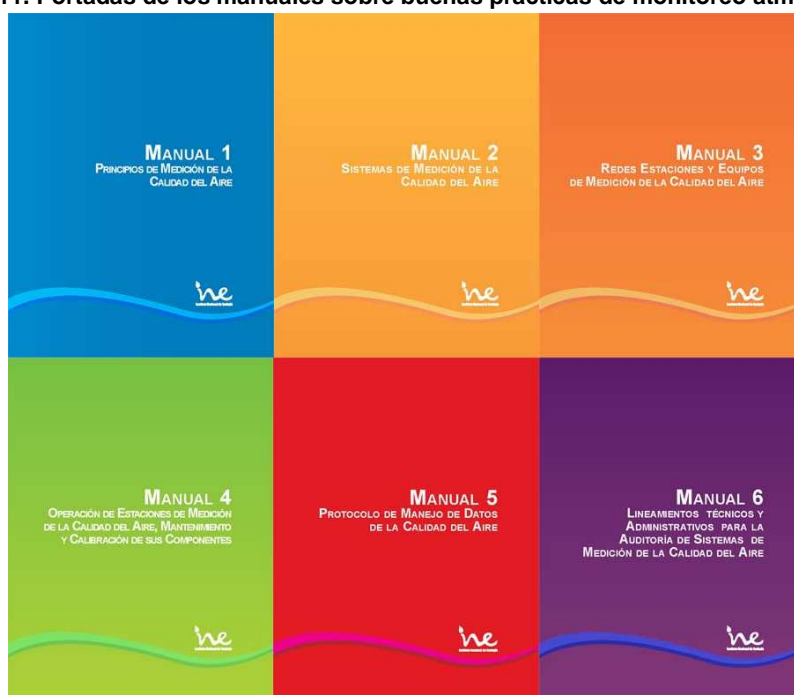 11. Portadas de los manuales sobre buenas prácticas de monitoreo
MANUAL 1
PRINCIPIOS DE MEDICIÓN DE LA
CALIDAD DEL AIRE
ine
MANUAL 2
SISTEMAS DE MEDICIÓN DE LA
CALIDAD DEL AIRE
ine
MANUAL 3
REDES ESTACIONES Y EQUIPOS
DE MEDICIÓN DE LA CALIDAD DEL AIRE
ine
MANUAL 4
OPERACIÓN DE ESTACIONES DE MEDICIÓN
DE LA CALIDAD DEL AIRE, MANTENIMIENTO
Y CALIBRACIÓN DE SUS COMPONENTES
ine
MANUAL 5
PROTOCOLO DE MANEJO DE DATOS
DE LA CALIDAD DEL AIRE
ine
MANUAL 6
LINEAMIENTOS TÉCNICOS Y
ADMINISTRATIVOS PARA LA
AUDITORÍA DE SISTEMAS DE
MEDICIÓN DE LA CALIDAD DEL AIRE
ine